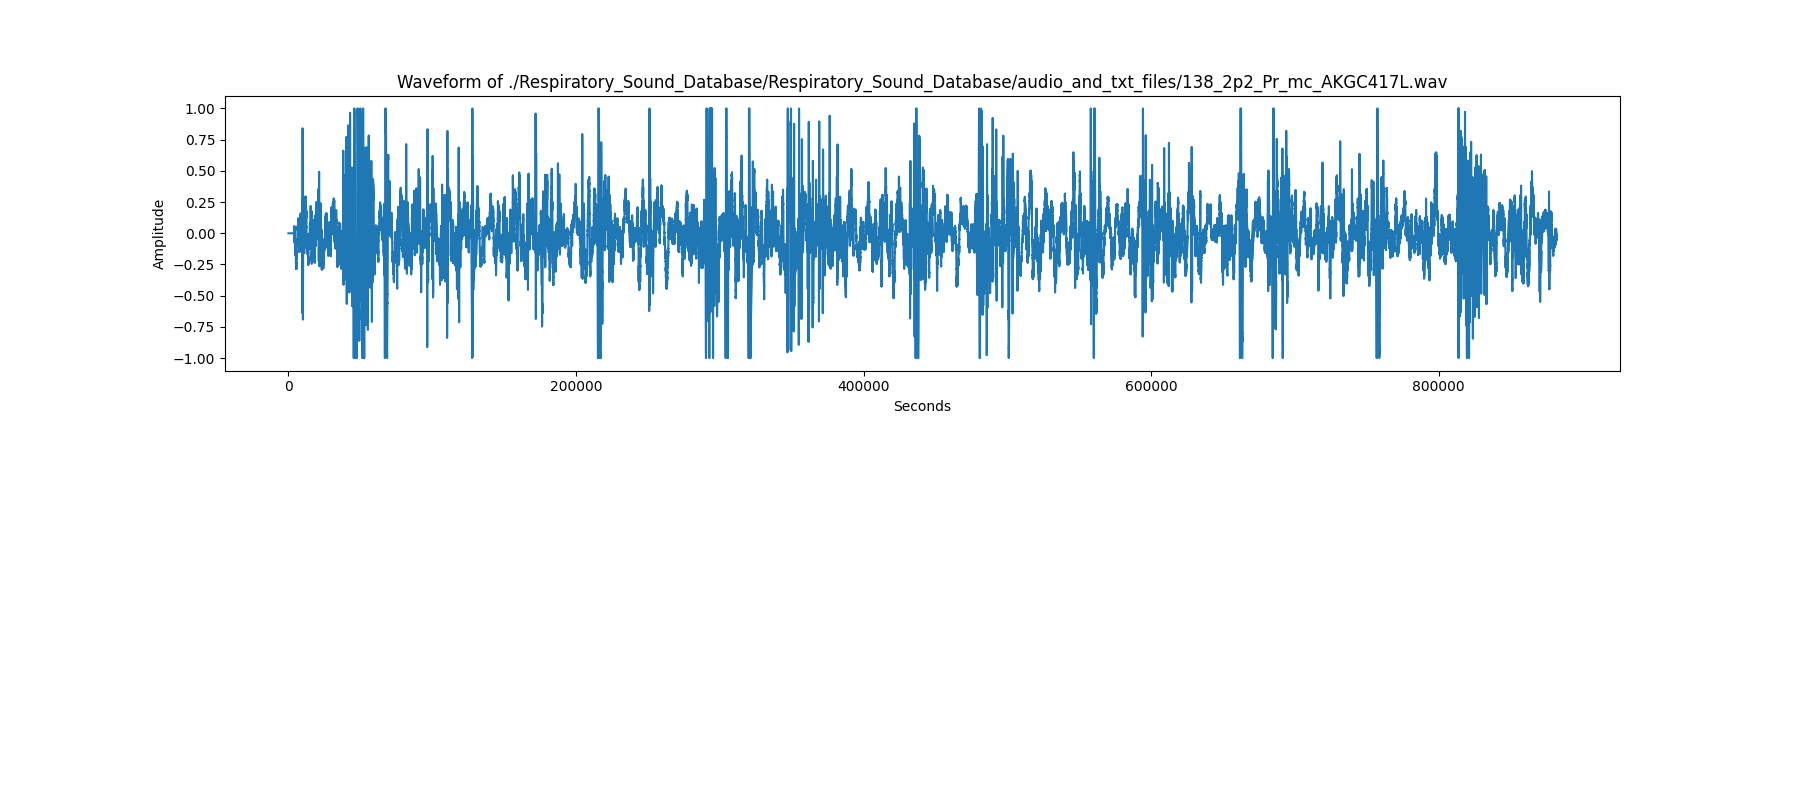 Waveform of ./Respiratory_Sound_Database/Respiratory_Sound_Database/audio_and_txt_files/138_2p2_Pr_mc_AKGC417L.wav
1.00
0.75
0.50
0.25
0.00
−0.25
−0.50
−0.75
−1.00
Amplitude
0 200000 400000 600000 800000
Seconds